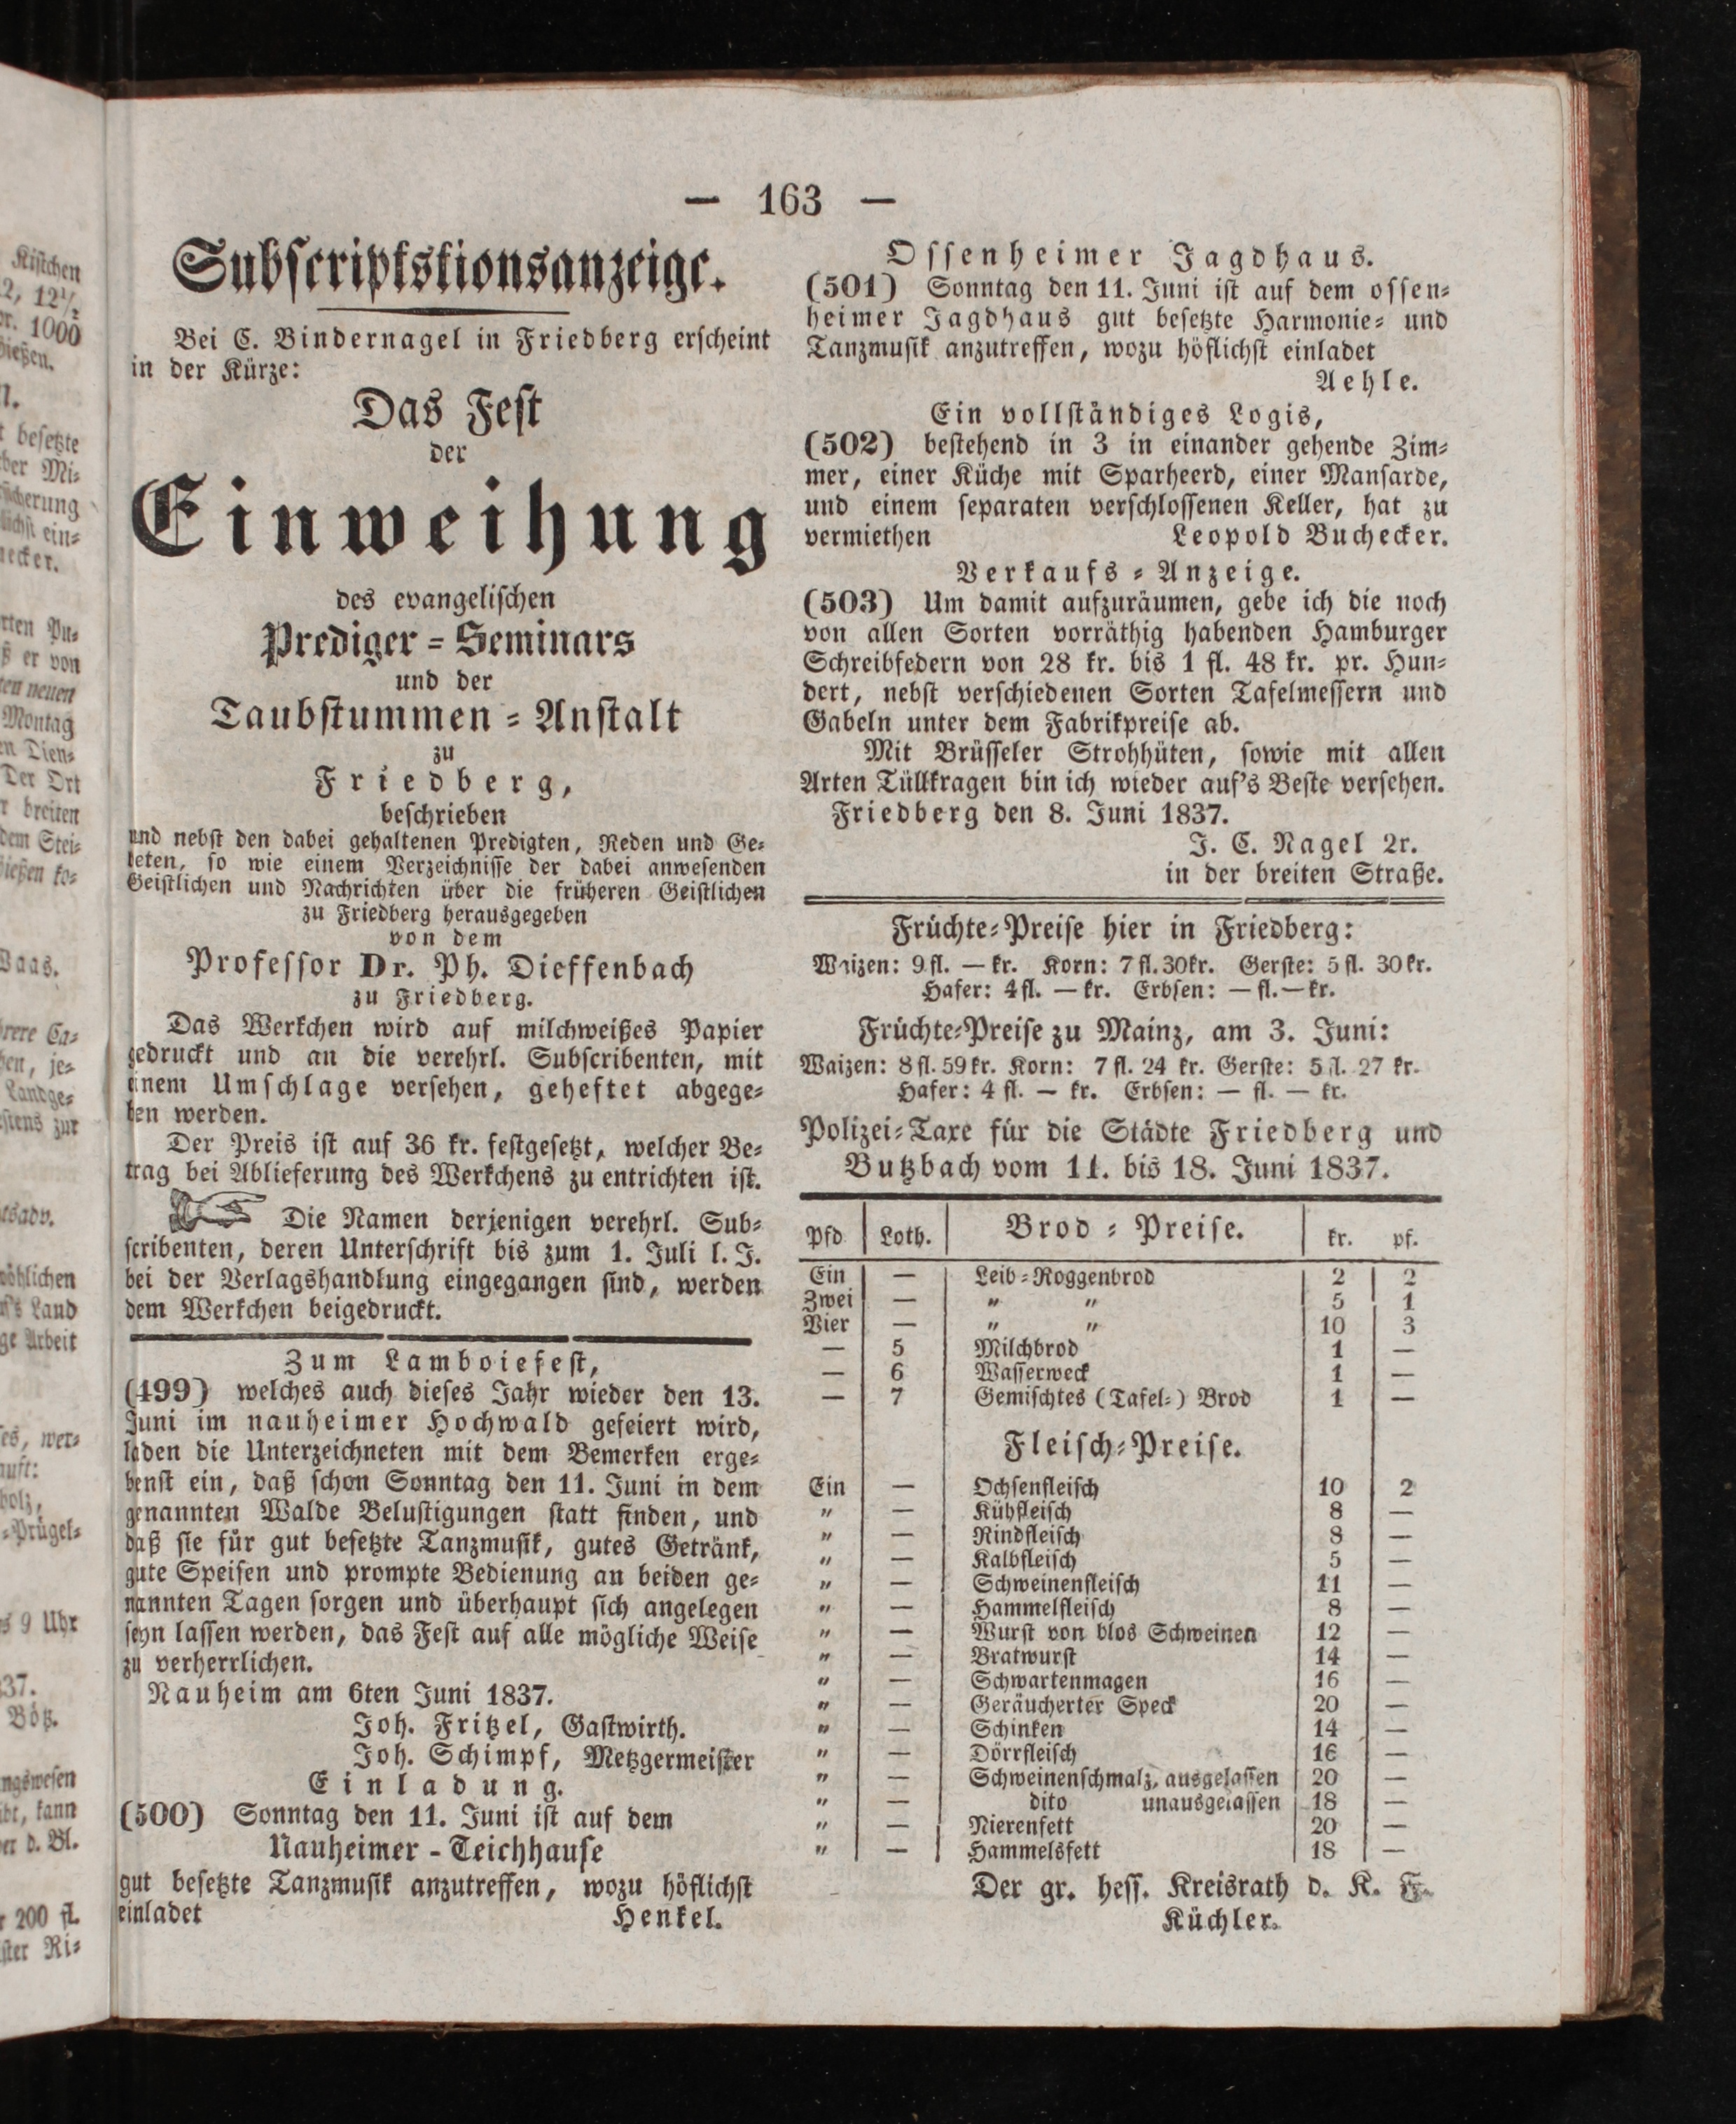 — 163 —
Subscriptstionsanzeige.
Bei C. Bindernagel in Friedberg erscheint
in der Kürze:
Das Fest
der
Einweihung
des evangelischen
Prediger-Seminars
und der
Taubstummen-Anstalt
zu
Friedberg,
beschrieben
und nebst den dabei gehaltenen Predigten, Reden und Ge-
beten, so wie einem Verzeichnisse der dabei anwesenden
Geistlichen und Nachrichten über die früheren Geistlichen
zu Friedberg herausgegeben
von dem
Professor Dr. Ph. Dieffenbach
zu Friedberg.
Das Werkchen wird auf milchweißes Papier
gedruckt und an die verehrl. Subscribenten, mit
einem Umschlage versehen, geheftet abgege-
ben werden.
Der Preis ist auf 36 kr. festgesetzt, welcher Be-
trag bei Ablieferung des Werkchens zu entrichten ist.
☞ Die Namen derjenigen verehrl. Sub-
scribenten, deren Unterschrift bis zum 1. Juli l. J.
bei der Verlagshandlung eingegangen sind, werden
dem Werkchen beigedruckt.
Zum Lamboiefest,
(499) welches auch dieses Jahr wieder den 13.
Juni im nauheimer Hochwald gefeiert wird,
laden die Unterzeichneten mit dem Bemerken erge-
benst ein, daß schon Sonntag den 11. Juni in dem
genannten Walde Belustigungen statt finden, und
daß sie für gut besetzte Tanzmusik, gutes Getränk,
gute Speisen und prompte Bedienung an beiden ge-
nannten Tagen sorgen und überhaupt sich angelegen
seyn lassen werden, das Fest auf alle mögliche Weise
zu verherrlichen.
Nauheim am 6ten Juni 1837.
Joh. Fritzel, Gastwirth.
Joh. Schimpf, Metzgermeister
Einladung.
(500) Sonntag den 11. Juni ist auf dem
Nauheimer-Teichhause
gut besetzte Tanzmusik anzutreffen, wozu höflichst
einladet Henkel.
Ossenheimer Jagdhaus.
(501) Sonntag den 11. Juni ist auf dem ossen-
heimer Jagdhaus gut besetzte Harmonie- und
Tanzmusik anzutreffen, wozu höflichst einladet
Aehle.
Ein vollständiges Logis,
(502) bestehend in 3 in einander gehende Zim-
mer, einer Küche mit Sparheerd, einer Mansarde,
und einem separaten verschlossenen Keller, hat zu
vermiethen Leopold Buchecker.
Verkaufs-Anzeige.
(503) Um damit aufzuräumen, gebe ich die noch
von allen Sorten vorräthig habenden Hamburger
Schreibfedern von 28 kr. bis 1 fl. 48 kr. pr. Hun-
dert, nebst verschiedenen Sorten Tafelmessern und
Gabeln unter dem Fabrikpreise ab.
Mit Brüsseler Strohhüten, sowie mit allen
Arten Tüllkragen bin ich wieder auf's Beste versehen.
Friedberg den 8. Juni 1837.
J. C. Nagel 2r.
in der breiten Straße.
Früchte-Preise hier in Friedberg:
Waizen: 9 fl. — kr. Korn: 7 fl. 30 kr. Gerste: 5 fl. 30 kr.
Hafer: 4 fl. — kr. Erbsen: — fl. — kr.
Früchte-Preise zu Mainz, am 3. Juni:
Waizen: 8 fl. 59 kr. Korn: 7 fl. 24 kr. Gerste: 5 fl. 27 kr.
Hafer: 4 fl. — kr. Erbsen: — fl. — kr.
Polizei-Taxe für die Städte Friedberg und
Butzbach vom 11. bis 18. Juni 1837.
Pfd Loth. Brod-Preise. kr. pf.
Ein — Leib-Roggenbrod 2 2
Zwei — " " 5 1
Vier — " " 10 3
— 5 Milchbrod 1 —
— 6 Wasserweck 1 —
— 7 Gemischtes (Tafel-) Brod 1 —
Fleisch-Preise.
Ein — Ochsenfleisch 10 2
" — Kühfleisch 8 —
" — Rindfleisch 8 —
" — Kalbfleisch 5 —
" — Schweinenfleisch 11 —
" — Hammelfleisch 8 —
" — Wurst von blos Schweinen 12 —
" — Bratwurst 14 —
" — Schwartenmagen 16 —
" — Geräucherter Speck 20 —
" — Schinken 14 —
" — Dörrfleisch 16 —
" — Schweinenschmalz, ausgelassen 20 —
" — dito unausgelassen 18 —
" — Nierenfett 20 —
" — Hammelsfett 18 —
Der gr. hess. Kreisrath d. K. F.
Küchler.